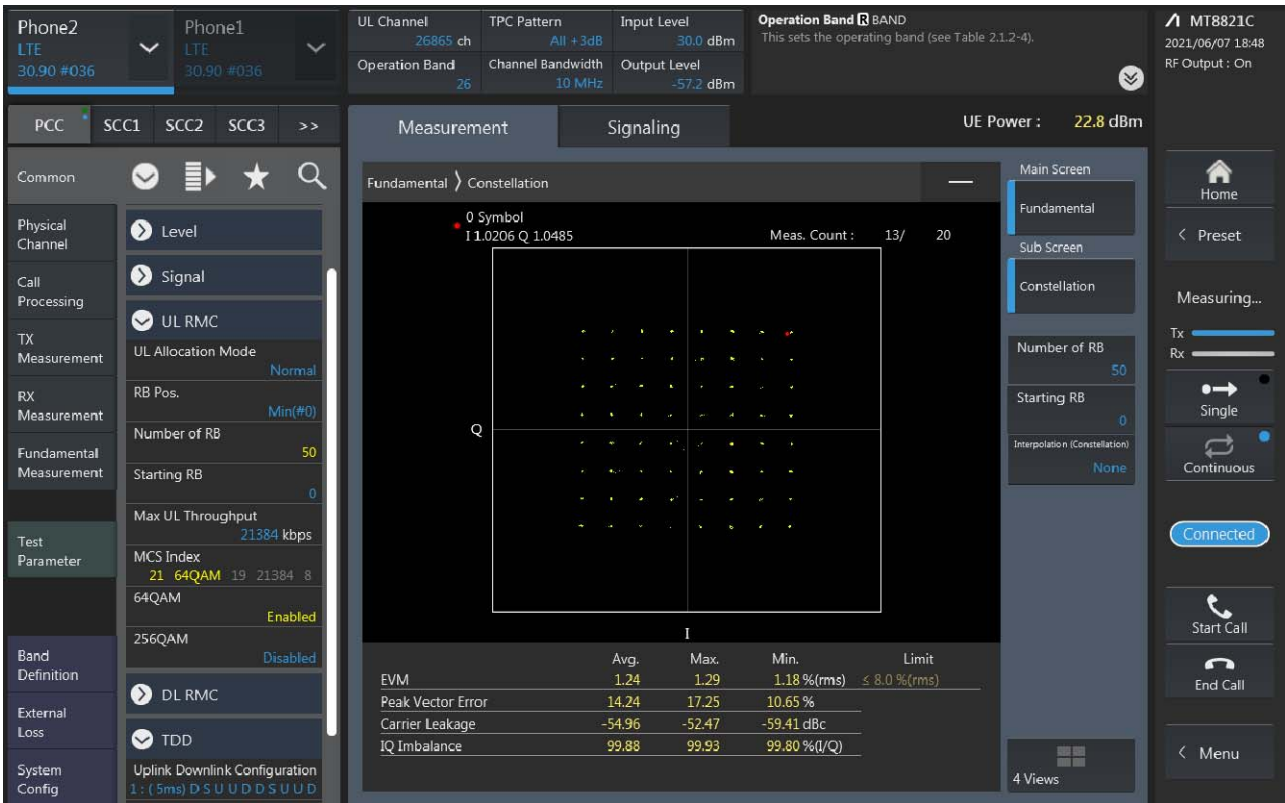 Phone2
LTE
30.90 #036
Phone1
LTE
30.90 #036
UL Channel
26865 ch
TPC Pattern
All +3dB
Input Level
30.0 dBm
Operation Band
26
Channel Bandwidth
10 MHz
Output Level
-57.2 dBm
Operation Band R BAND
This sets the operating band (see Table 2.1.2-4).
MT8821C
2021/06/07 18:48
RF Output : On
PCC SCC1 SCC2 SCC3 >>
Measurement
Signaling
UE Power : 22.8 dBm
Common
Physical
Channel
Call
Processing
TX
Measurement
RX
Measurement
Fundamental
Measurement
Test
Parameter
Band
Definition
External
Loss
System
Config
Level
Signal
UL RMC
UL Allocation Mode
Normal
RB Pos.
Min(#0)
Number of RB
50
Starting RB
0
Max UL Throughput
21384 kbps
MCS Index
21 64QAM 19 21384 8
64QAM
Enabled
256QAM
Disabled
DL RMC
TDD
Uplink Downlink Configuration
1 : ( 5ms) D S U U D D S U U D
Fundamental 〉 Constellation
0 Symbol
I 1.0206 Q 1.0485
Meas. Count : 13/ 20
Q
I
Avg. Max. Min. Limit
EVM 1.24 1.29 1.18 %(rms) ≤ 8.0 %(rms)
Peak Vector Error 14.24 17.25 10.65 %
Carrier Leakage -54.96 -52.47 -59.41 dBc
IQ Imbalance 99.88 99.93 99.80 %(I/Q)
Main Screen
Fundamental
Sub Screen
Constellation
Number of RB
50
Starting RB
0
Interpolation (Constellation)
None
4 Views
Home
< Preset
Measuring...
Tx
Rx
Single
Continuous
Connected
Start Call
End Call
< Menu